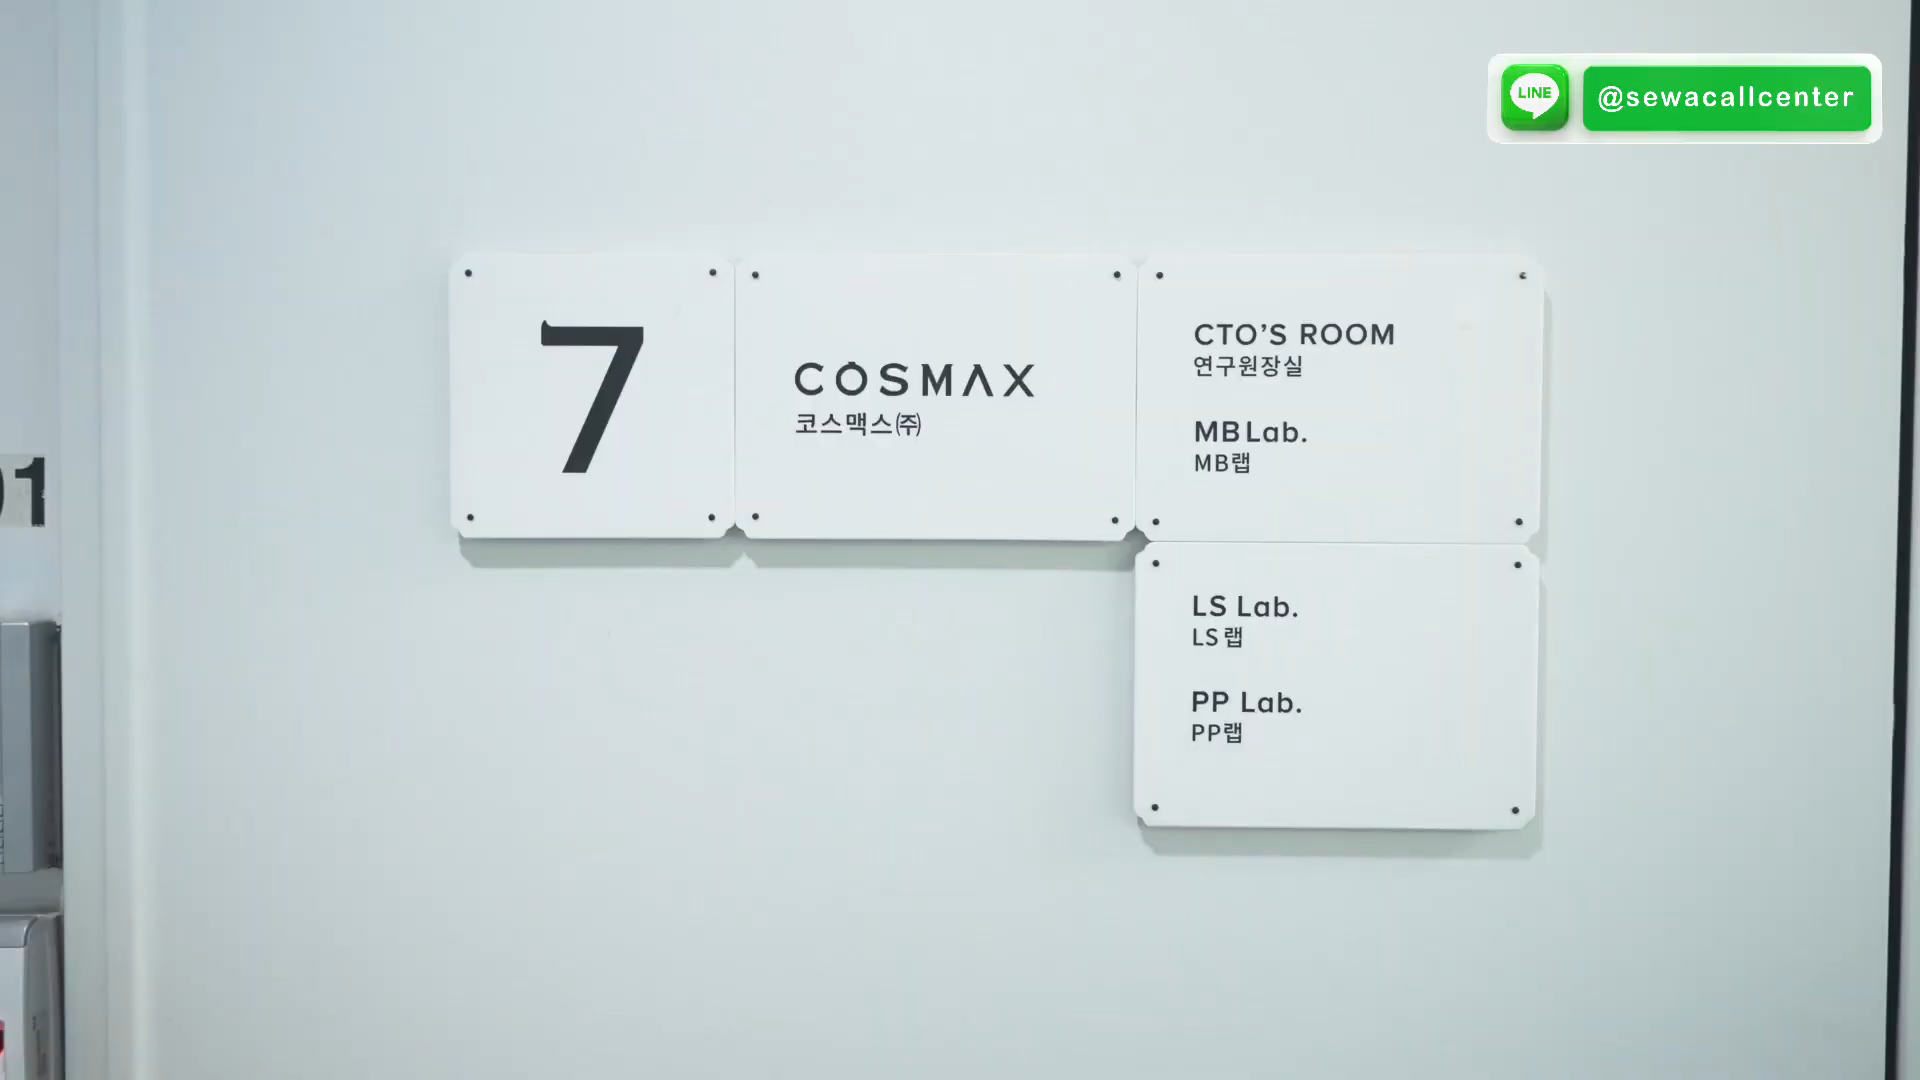 LINE
@sewacallcenter
7
COSMAX
코스맥스㈜
CTO'S ROOM
연구원장실
MB Lab.
MB랩
LS Lab.
LS랩
PP Lab.
PP랩